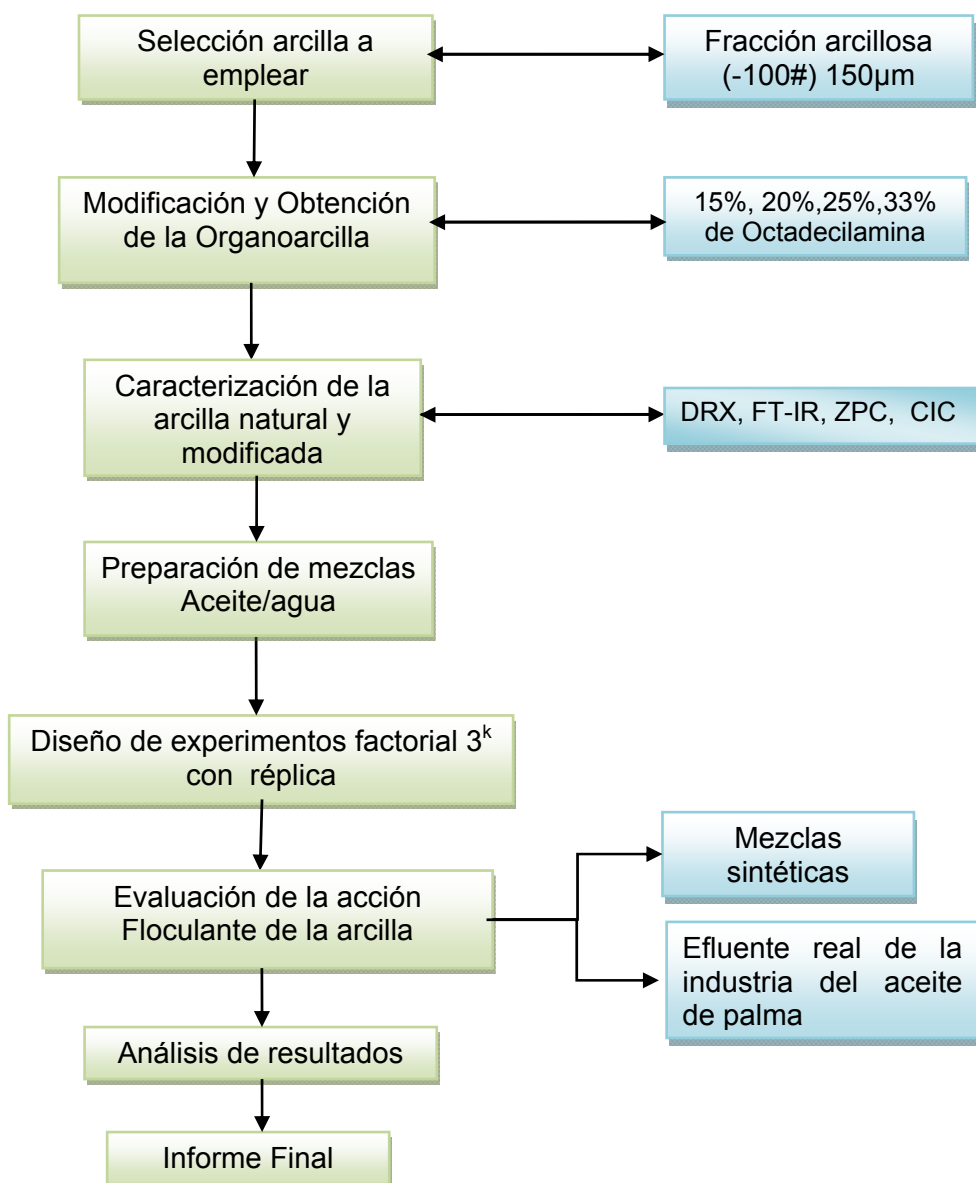 Selección arcilla a
emplear
Fracción arcillosa
(-100#) 150µm
Modificación y Obtención
de la Organoarcilla
15%, 20%,25%,33%
de Octadecilamina
Caracterización de la
arcilla natural y
modificada
DRX, FT-IR, ZPC, CIC
Preparación de mezclas
Aceite/agua
Diseño de experimentos factorial 3^k
con réplica
Evaluación de la acción
Floculante de la arcilla
Mezclas
sintéticas
Efluente real de la
industria del aceite
de palma
Análisis de resultados
Informe Final